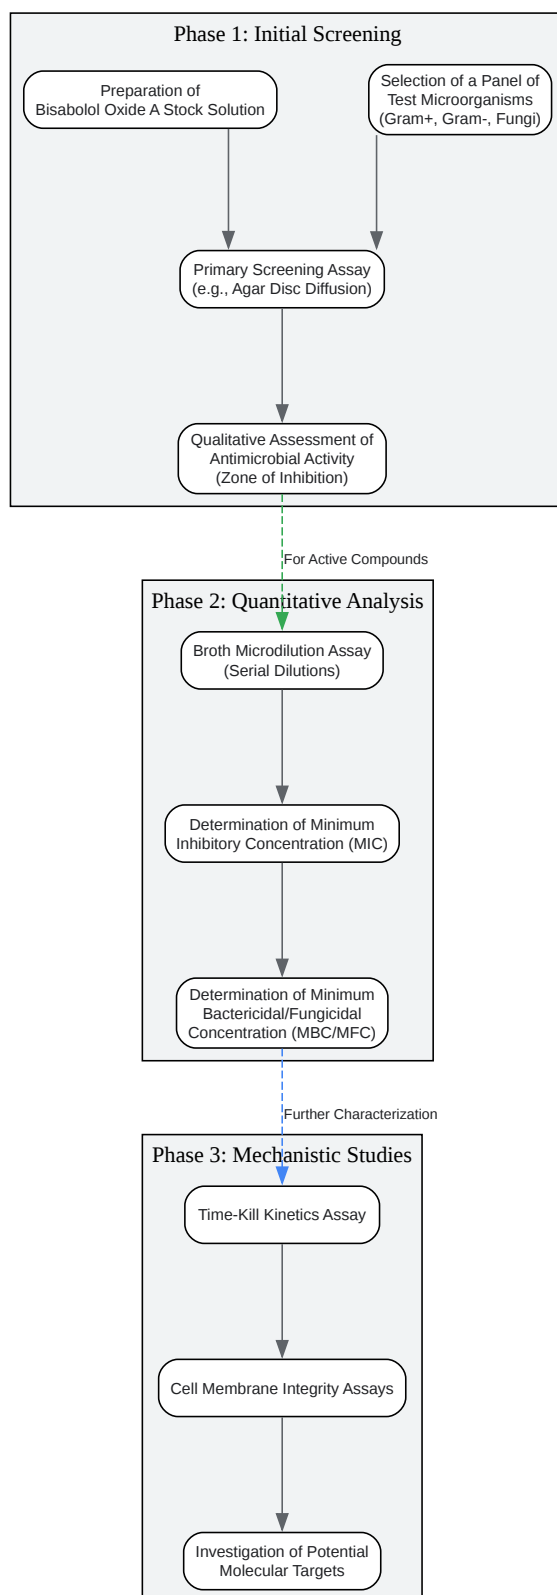 Phase 1: Initial Screening
Preparation of
Bisabolol Oxide A Stock Solution
Selection of a Panel of
Test Microorganisms
(Gram+, Gram-, Fungi)
Primary Screening Assay
(e.g., Agar Disc Diffusion)
Qualitative Assessment of
Antimicrobial Activity
(Zone of Inhibition)
For Active Compounds
Phase 2: Quantitative Analysis
Broth Microdilution Assay
(Serial Dilutions)
Determination of Minimum
Inhibitory Concentration (MIC)
Determination of Minimum
Bactericidal/Fungicidal
Concentration (MBC/MFC)
Further Characterization
Phase 3: Mechanistic Studies
Time-Kill Kinetics Assay
Cell Membrane Integrity Assays
Investigation of Potential
Molecular Targets